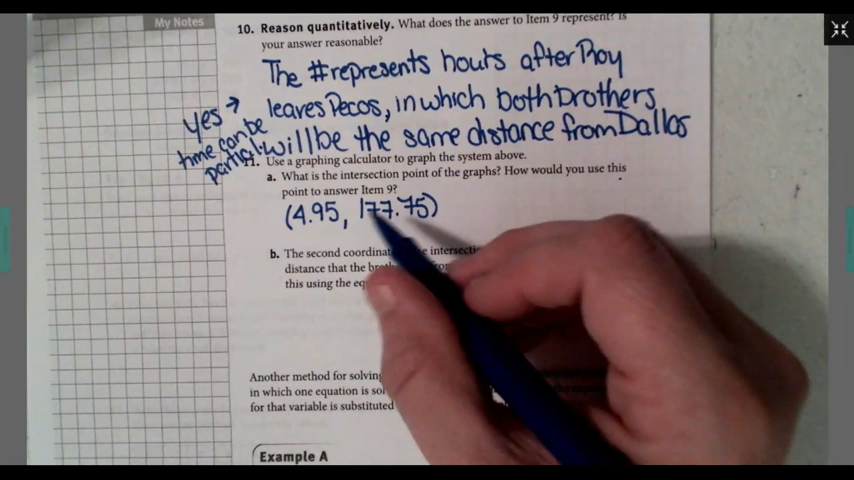 My Notes
10. Reason quantitatively. What does the answer to Item 9 represent? Is
your answer reasonable?
The # represents hours after Roy
yes → leaves Pecos, in which both brothers
time can be partial. will be the same distance from Dallas
11. Use a graphing calculator to graph the system above.
a. What is the intersection point of the graphs? How would you use this
point to answer Item 9?
(4.95, 177.75)
b. The second coordinate intersecti
distance that the
this using the
Another method for solving
in which one equation is
for that variable is substituted
Example A